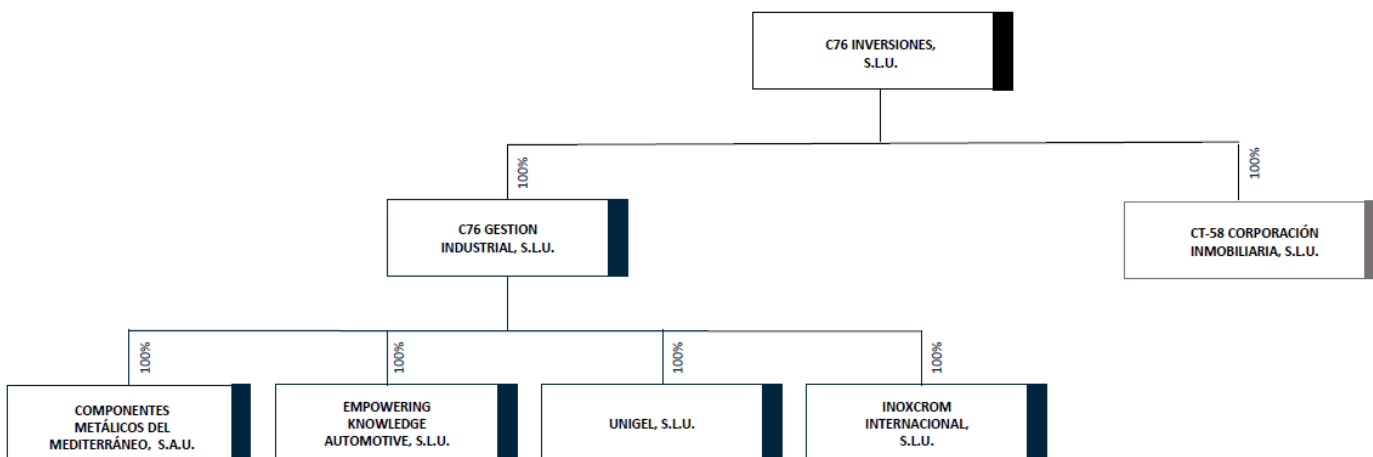 C76 INVERSIONES,
S.L.U.
100%
100%
C76 GESTION
INDUSTRIAL, S.L.U.
CT-58 CORPORACIÓN
INMOBILIARIA, S.L.U.
100%
100%
100%
100%
COMPONENTES
METÁLICOS DEL
MEDITERRÁNEO, S.A.U.
EMPOWERING
KNOWLEDGE
AUTOMOTIVE, S.L.U.
UNIGEL, S.L.U.
INOXCROM
INTERNACIONAL,
S.L.U.